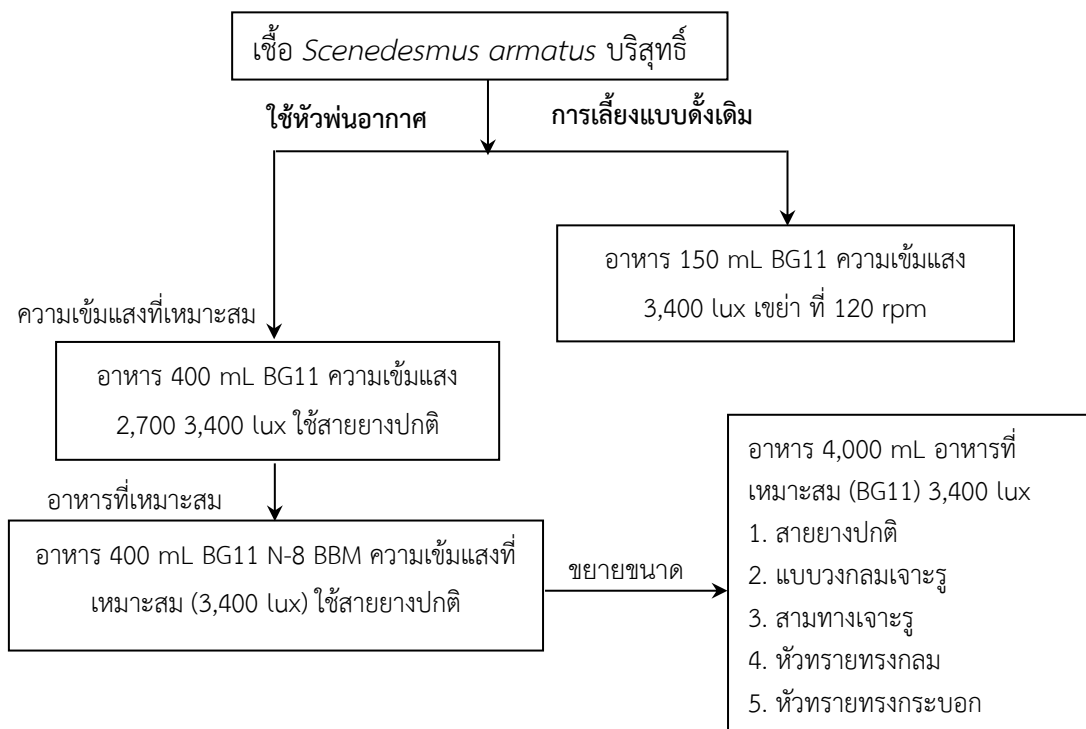 เชื้อ Scenedesmus armatus บริสุทธิ์
ใช้หัวพ่นอากาศ
การเลี้ยงแบบดั้งเดิม
อาหาร 150 mL BG11 ความเข้มแสง
3,400 lux เขย่า ที่ 120 rpm
ความเข้มแสงที่เหมาะสม
อาหาร 400 mL BG11 ความเข้มแสง
2,700 3,400 lux ใช้สายยางปกติ
อาหารที่เหมาะสม
อาหาร 400 mL BG11 N-8 BBM ความเข้มแสงที่
เหมาะสม (3,400 lux) ใช้สายยางปกติ
ขยายขนาด
อาหาร 4,000 mL อาหารที่
เหมาะสม (BG11) 3,400 lux
1. สายยางปกติ
2. แบบวงกลมเจาะรู
3. สามทางเจาะรู
4. หัวทรายทรงกลม
5. หัวทรายทรงกระบอก